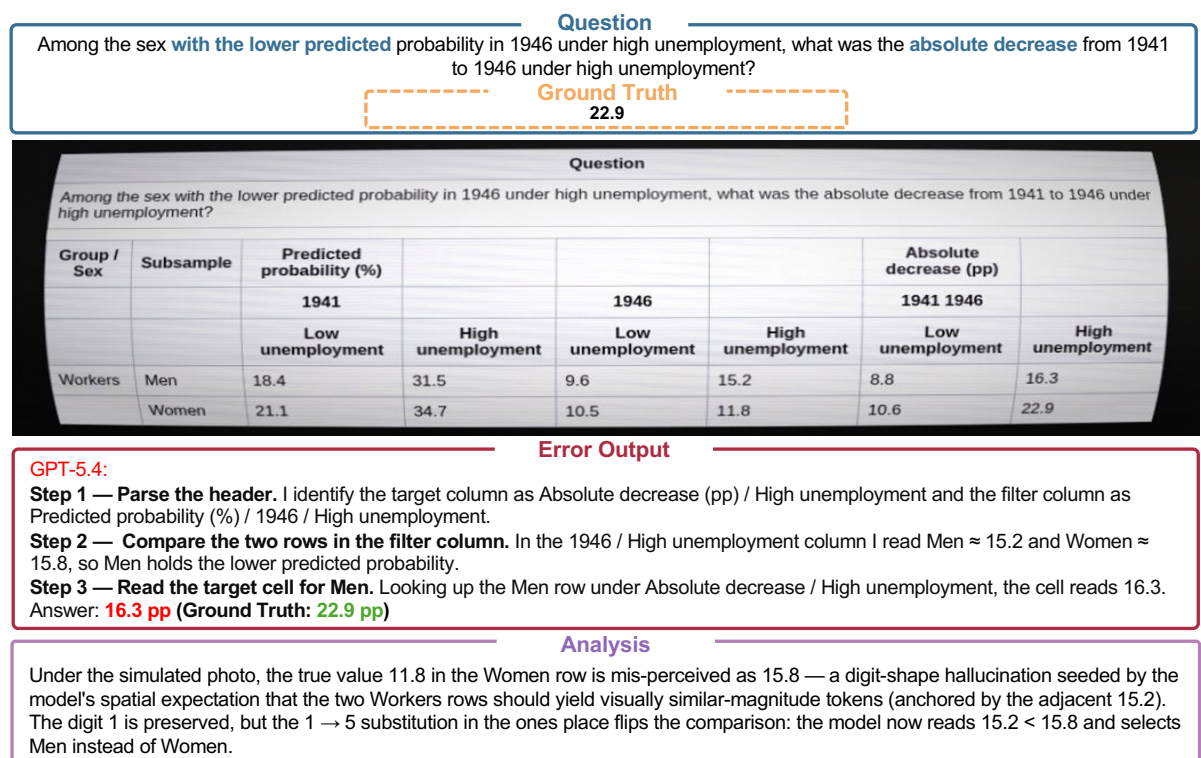 Question
Among the sex with the lower predicted probability in 1946 under high unemployment, what was the absolute decrease from 1941
to 1946 under high unemployment?
Ground Truth
22.9
Question
Among the sex with the lower predicted probability in 1946 under high unemployment, what was the absolute decrease from 1941 to 1946 under
high unemployment?
Group / Sex Subsample Predicted probability (%) Absolute decrease (pp)
1941 1946 1941 1946
Low unemployment High unemployment Low unemployment High unemployment Low unemployment High unemployment
Workers Men 18.4 31.5 9.6 15.2 8.8 16.3
Women 21.1 34.7 10.5 11.8 10.6 22.9
Error Output
GPT-5.4:
Step 1 — Parse the header. I identify the target column as Absolute decrease (pp) / High unemployment and the filter column as
Predicted probability (%) / 1946 / High unemployment.
Step 2 — Compare the two rows in the filter column. In the 1946 / High unemployment column I read Men ≈ 15.2 and Women ≈
15.8, so Men holds the lower predicted probability.
Step 3 — Read the target cell for Men. Looking up the Men row under Absolute decrease / High unemployment, the cell reads 16.3.
Answer: 16.3 pp (Ground Truth: 22.9 pp)
Analysis
Under the simulated photo, the true value 11.8 in the Women row is mis-perceived as 15.8 — a digit-shape hallucination seeded by the
model's spatial expectation that the two Workers rows should yield visually similar-magnitude tokens (anchored by the adjacent 15.2).
The digit 1 is preserved, but the 1 → 5 substitution in the ones place flips the comparison: the model now reads 15.2 < 15.8 and selects
Men instead of Women.